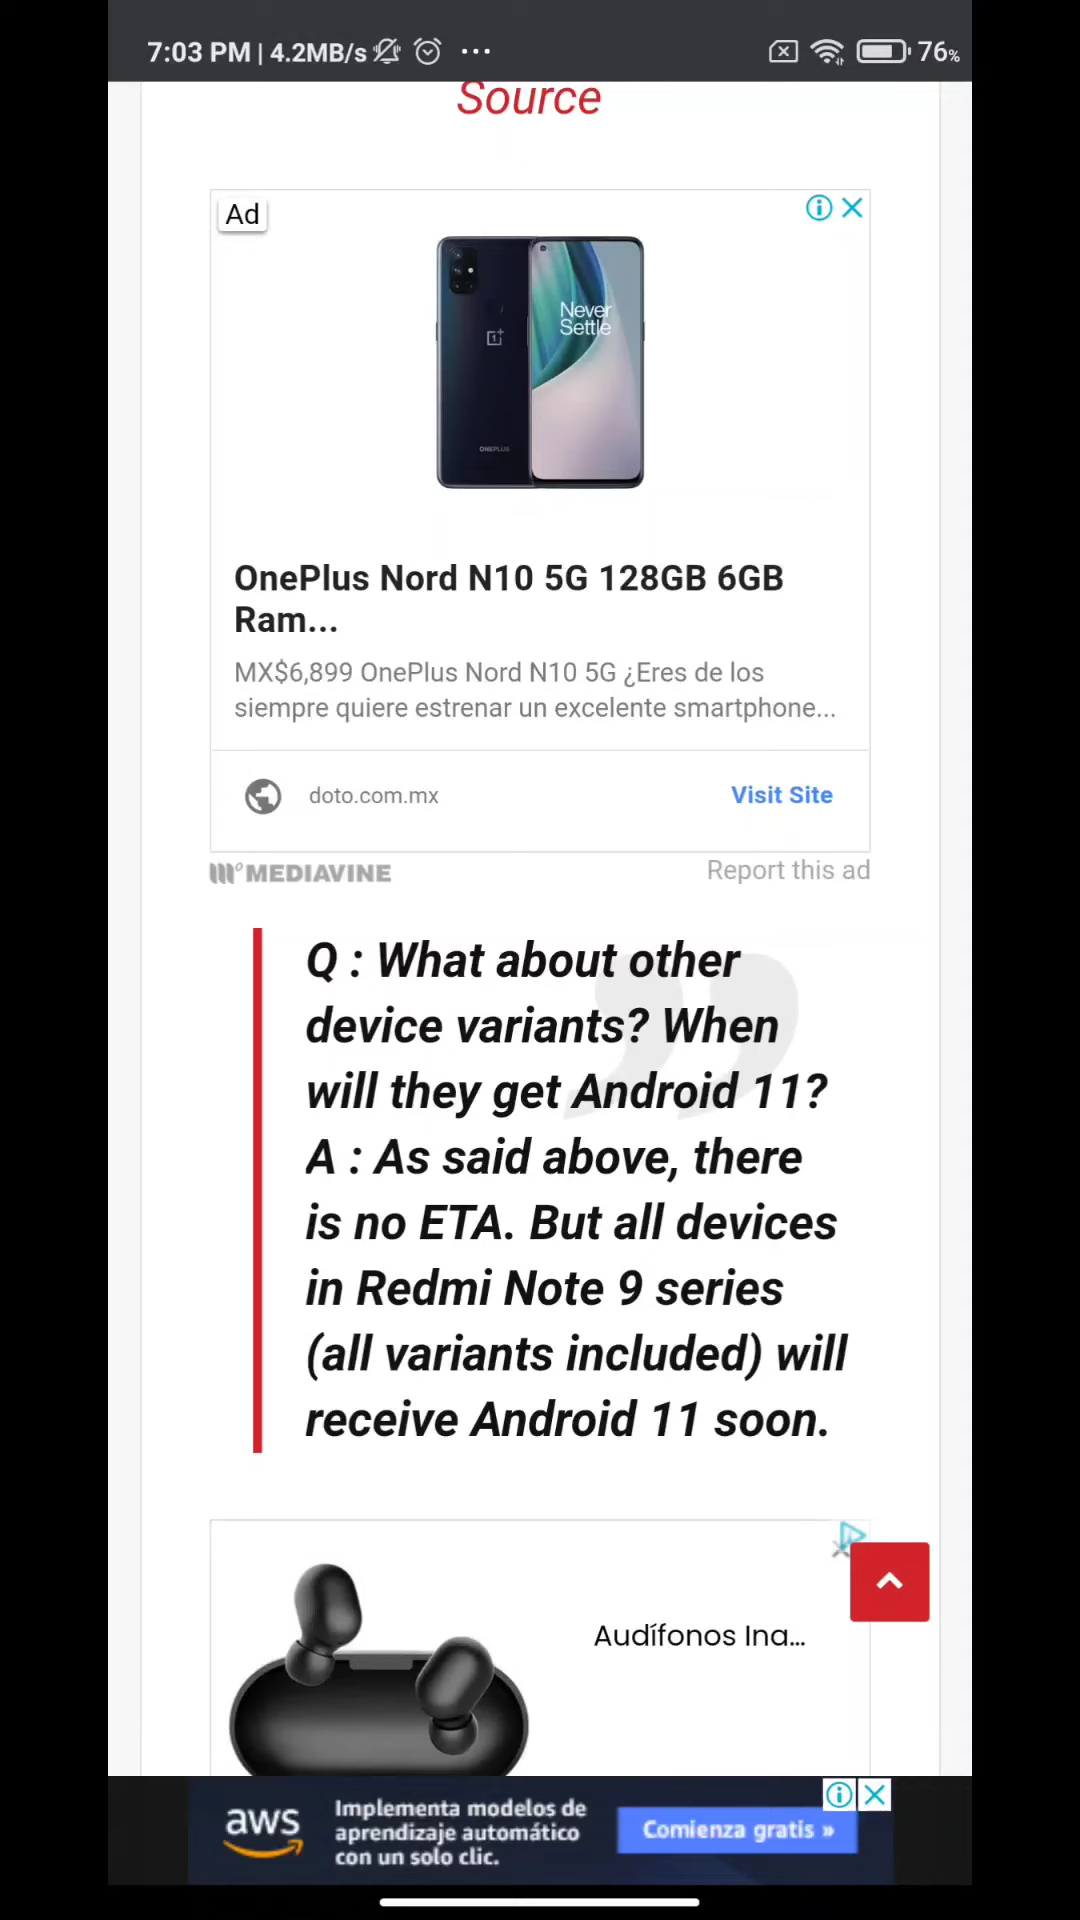 7:03 PM | 4.2MB/s ... 76%
Source
Ad
Never
Settle
ONEPLUS
OnePlus Nord N10 5G 128GB 6GB
Ram...
MX$6,899 OnePlus Nord N10 5G ¿Eres de los
siempre quiere estrenar un excelente smartphone...
doto.com.mx Visit Site
MEDIAVINE Report this ad
Q : What about other
device variants? When
will they get Android 11?
A : As said above, there
is no ETA. But all devices
in Redmi Note 9 series
(all variants included) will
receive Android 11 soon.
Audífonos Ina...
aws
Implementa modelos de
aprendizaje automático
con un solo clic.
Comienza gratis »